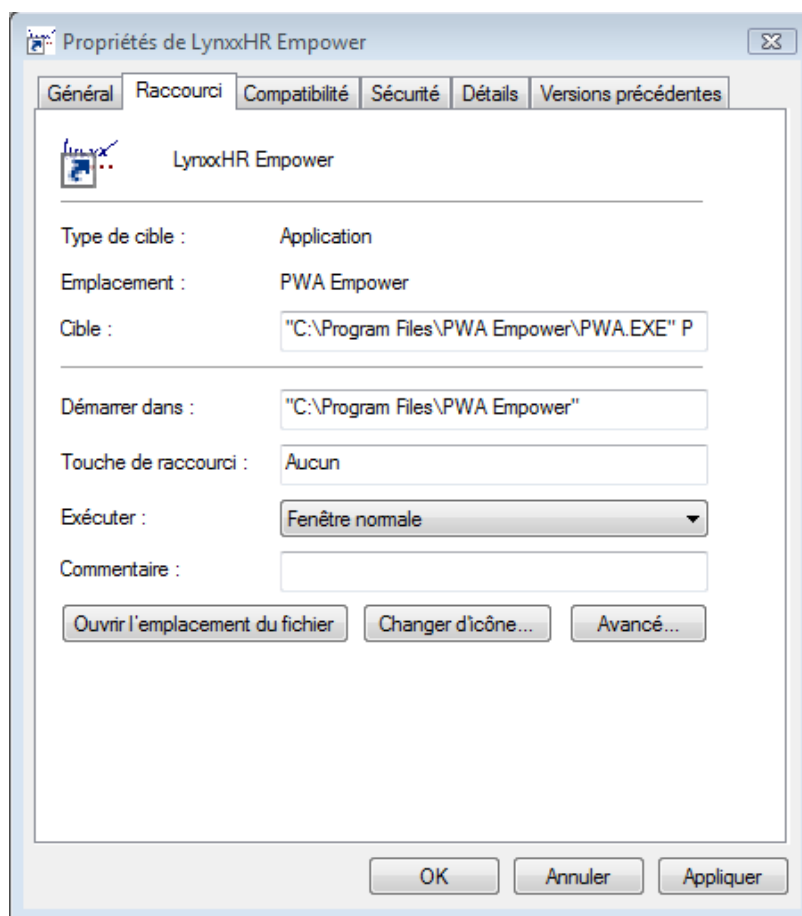 Propriétés de LynxxHR Empower
Général Raccourci Compatibilité Sécurité Détails Versions précédentes
LynxxHR Empower
Type de cible : Application
Emplacement : PWA Empower
Cible : "C:\Program Files\PWA Empower\PWA.EXE" P
Démarrer dans : "C:\Program Files\PWA Empower"
Touche de raccourci : Aucun
Exécuter : Fenêtre normale
Commentaire :
Ouvrir l'emplacement du fichier Changer d'icône... Avancé...
OK Annuler Appliquer